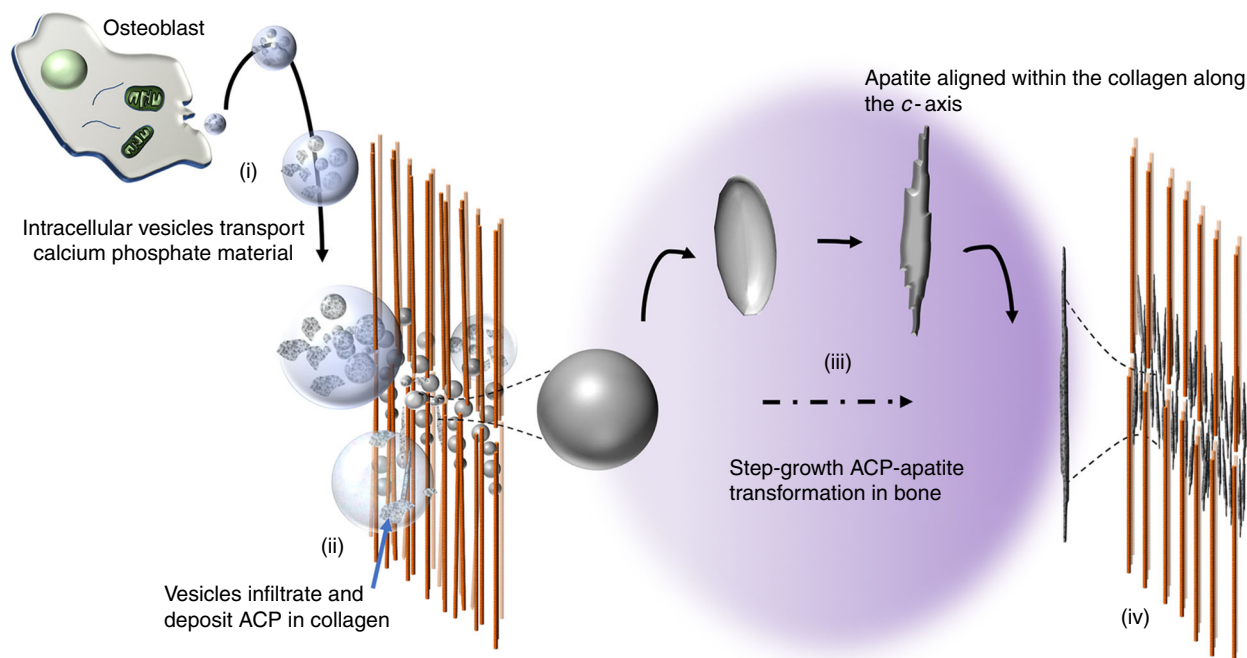 Osteoblast
(i)
Intracellular vesicles transport
calcium phosphate material
(ii)
Vesicles infiltrate and
deposit ACP in collagen
Apatite aligned within the collagen along
the c-axis
(iii)
Step-growth ACP-apatite
transformation in bone
(iv)